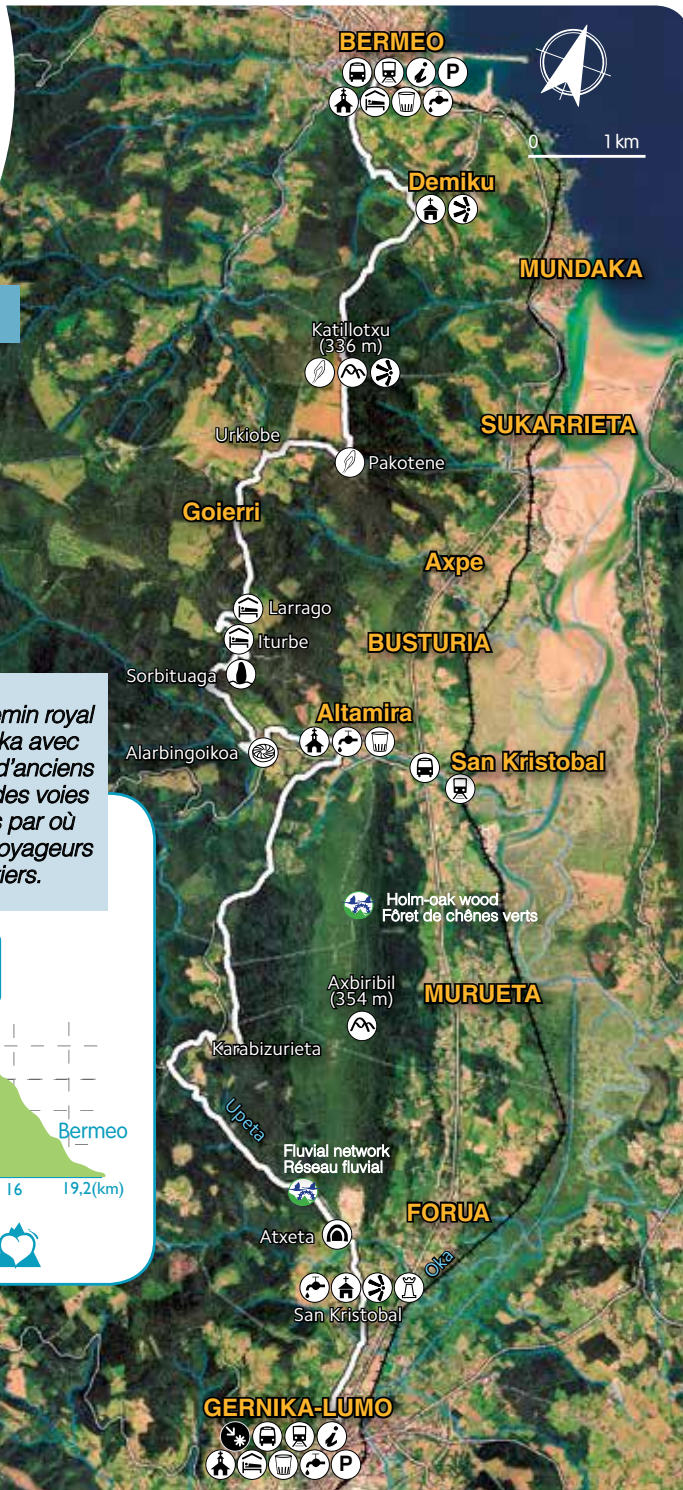 BERMEO
P
0 1 km
Demiku
MUNDAKA
Katillotxu
(336 m)
SUKARRIETA
Urkiobe
Pakotene
Goierri
Axpe
Larrago
Iturbe
BUSTURIA
Sorbituaga
emin royal
ka avec
d'anciens
des voies
s par où
oyageurs
iers.
Altamira
Alarbingoikoa
San Kristobal
Holm-oak wood
Fôret de chênes verts
Axbiribil
(354 m)
MURUETA
Karabizurieta
Upeta
Bermeo
16 19,2(km)
Fluvial network
Réseau fluvial
FORUA
Atxeta
Oka
San Kristobal
GERNIKA-LUMO
i
P